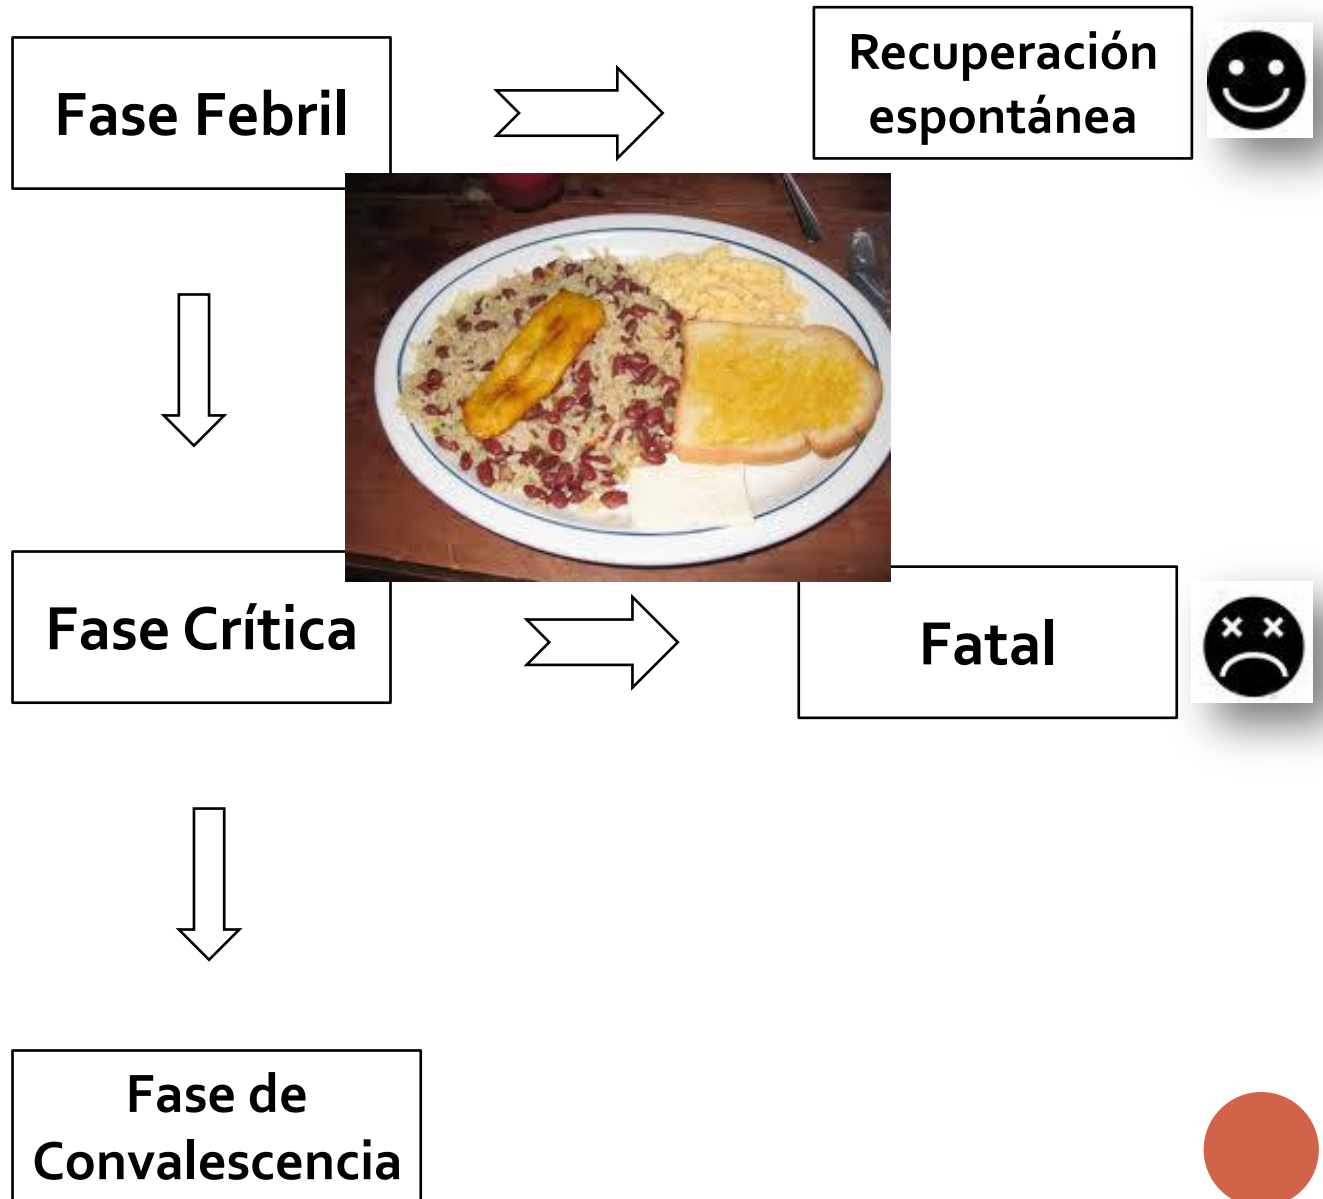 Fase Febril
Recuperación
espontánea
Fase Crítica
Fatal
Fase de
Convalescencia